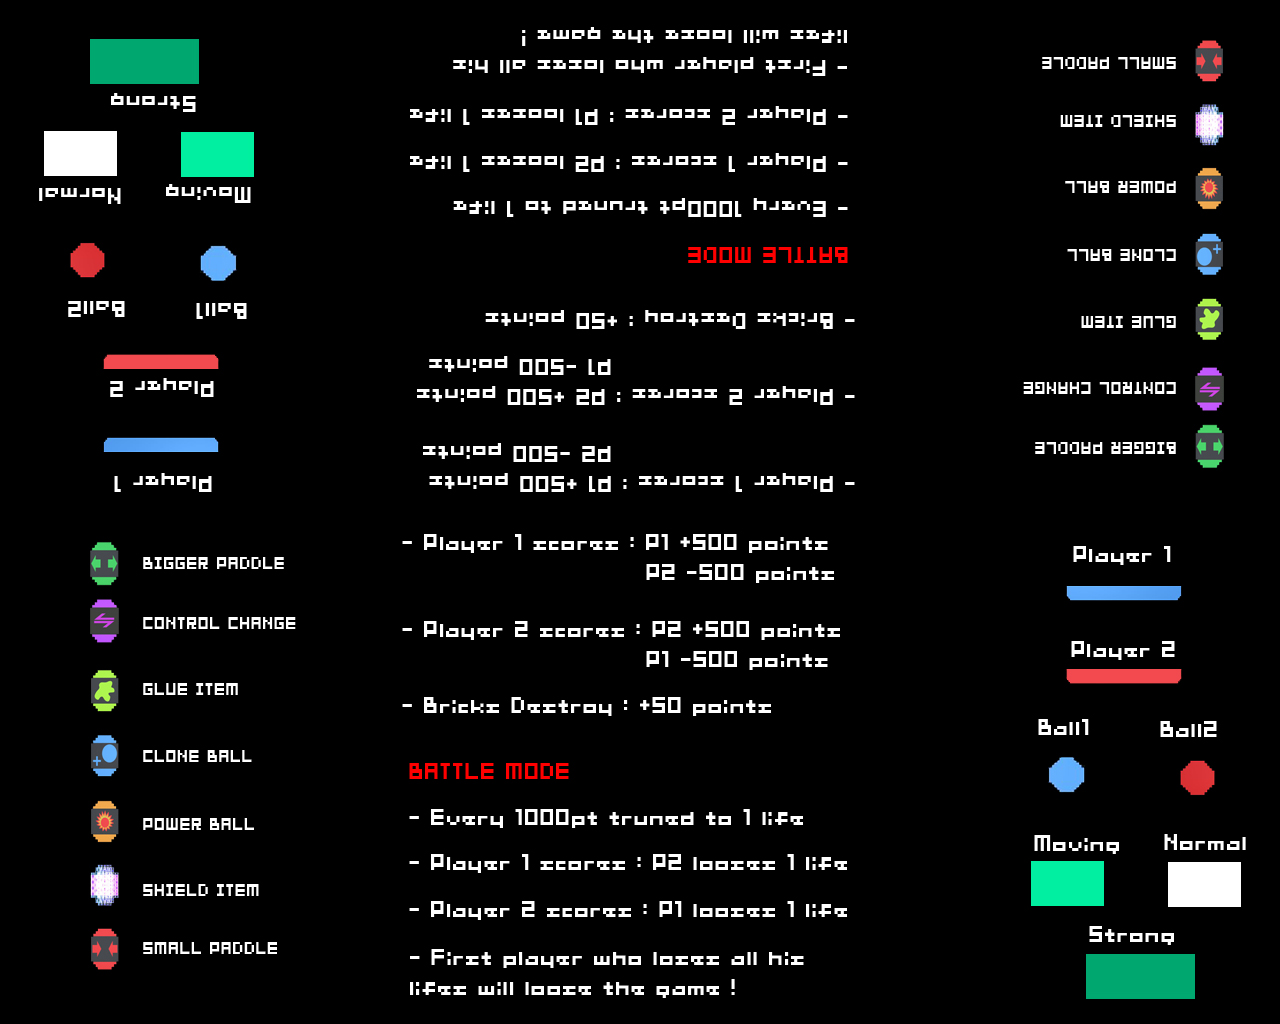 - Player 1 scores : P1 +500 points
P2 -500 points
- Player 2 scores : P2 +500 points
P1 -500 points
- Bricks Destroy : +50 points
BATTLE MODE
- Every 1000pt truned to 1 life
- Player 1 scores : P2 looses 1 life
- Player 2 scores : P1 looses 1 life
- First player who loses all his
lifes will loose the game !
BIGGER PADDLE
CONTROL CHANGE
GLUE ITEM
CLONE BALL
POWER BALL
SHIELD ITEM
SMALL PADDLE
Player 1
Player 2
Ball1
Ball2
Moving
Normal
Strong
BIGGER PADDLE
CONTROL CHANGE
GLUE ITEM
CLONE BALL
POWER BALL
SHIELD ITEM
SMALL PADDLE
- Player 1 scores : P1 +500 points
P2 -500 points
- Player 2 scores : P2 +500 points
P1 -500 points
- Bricks Destroy : +50 points
BATTLE MODE
- Every 1000pt truned to 1 life
- Player 1 scores : P2 looses 1 life
- Player 2 scores : P1 looses 1 life
- First player who loses all his
lifes will loose the game !
Player 1
Player 2
Ball1
Ball2
Moving
Normal
Strong